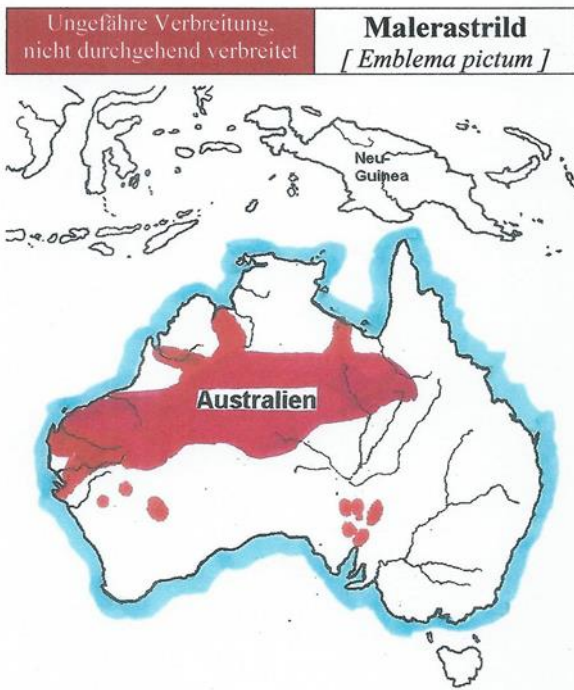 Ungefähre Verbreitung,
nicht durchgehend verbreitet
Malerastrild
[ Emblema pictum ]
Neu-
Guinea
Australien